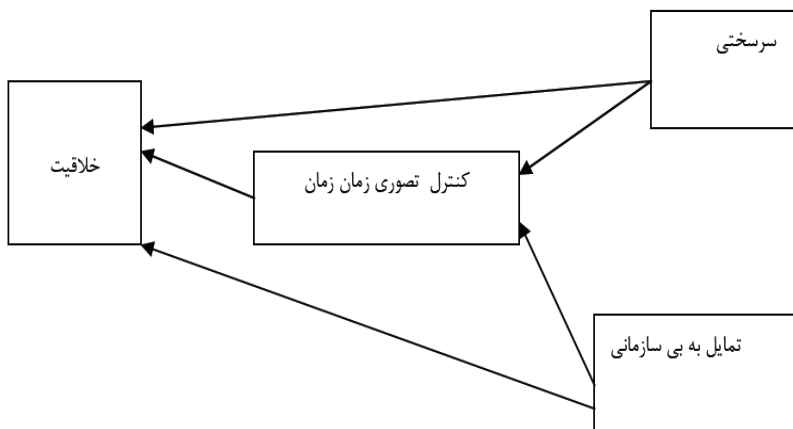 سرسختی
خلاقیت
کنترل تصوری زمان زمان
تمایل به بی سازمانی